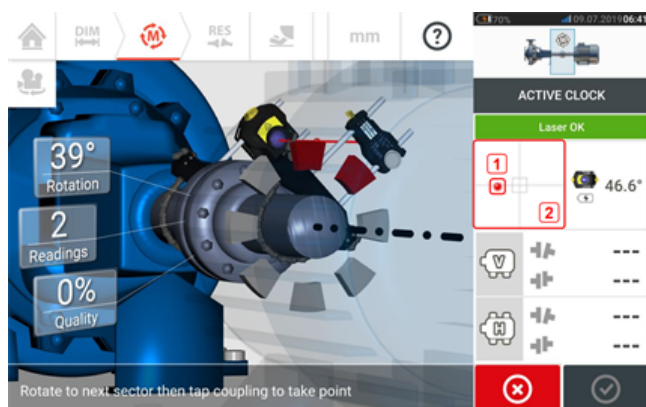 DIM
M
RES
mm
?
70%
09.07.2019 06:41
ACTIVE CLOCK
Laser OK
1
2
46.6°
39°
Rotation
2
Readings
0%
Quality
V
---
---
H
---
---
Rotate to next sector then tap coupling to take point